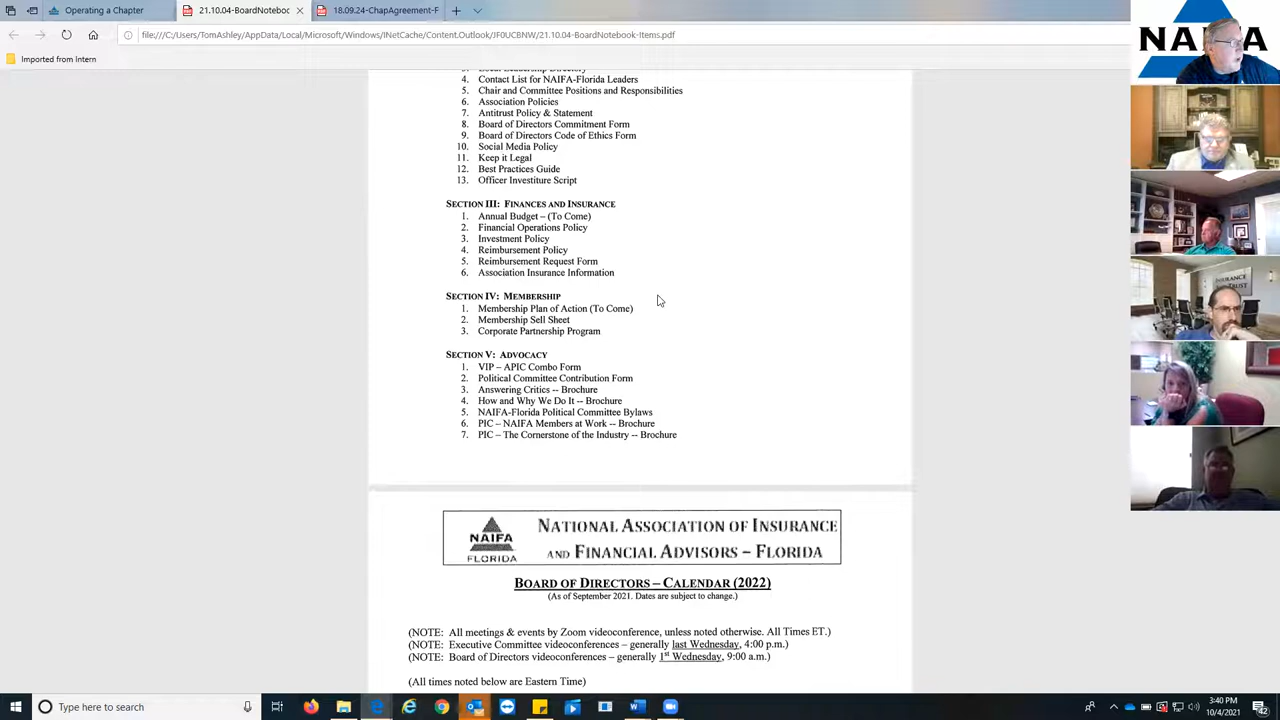 Operating a Chapter
21.10.04-BoardNoteboo
18.09.24-ChapAgreement-F
file:///C:/Users/TomAshley/AppData/Local/Microsoft/Windows/INetCache/Content.Outlook/JF0UCBNW/21.10.04-BoardNotebook-Items.pdf
Imported from Intern
4. Contact List for NAIFA-Florida Leaders
5. Chair and Committee Positions and Responsibilities
6. Association Policies
7. Antitrust Policy & Statement
8. Board of Directors Commitment Form
9. Board of Directors Code of Ethics Form
10. Social Media Policy
11. Keep it Legal
12. Best Practices Guide
13. Officer Investiture Script
SECTION III: FINANCES AND INSURANCE
1. Annual Budget – (To Come)
2. Financial Operations Policy
3. Investment Policy
4. Reimbursement Policy
5. Reimbursement Request Form
6. Association Insurance Information
SECTION IV: MEMBERSHIP
1. Membership Plan of Action (To Come)
2. Membership Sell Sheet
3. Corporate Partnership Program
SECTION V: ADVOCACY
1. VIP – APIC Combo Form
2. Political Committee Contribution Form
3. Answering Critics -- Brochure
4. How and Why We Do It -- Brochure
5. NAIFA-Florida Political Committee Bylaws
6. PIC – NAIFA Members at Work -- Brochure
7. PIC – The Cornerstone of the Industry -- Brochure
NAIFA
FLORIDA
NATIONAL ASSOCIATION OF INSURANCE
AND FINANCIAL ADVISORS – FLORIDA
BOARD OF DIRECTORS – CALENDAR (2022)
(As of September 2021. Dates are subject to change.)
(NOTE: All meetings & events by Zoom videoconference, unless noted otherwise. All Times ET.)
(NOTE: Executive Committee videoconferences – generally last Wednesday, 4:00 p.m.)
(NOTE: Board of Directors videoconferences – generally 1st Wednesday, 9:00 a.m.)
(All times noted below are Eastern Time)
INSURANCE
TRUST
Type here to search
3:40 PM
10/4/2021
42